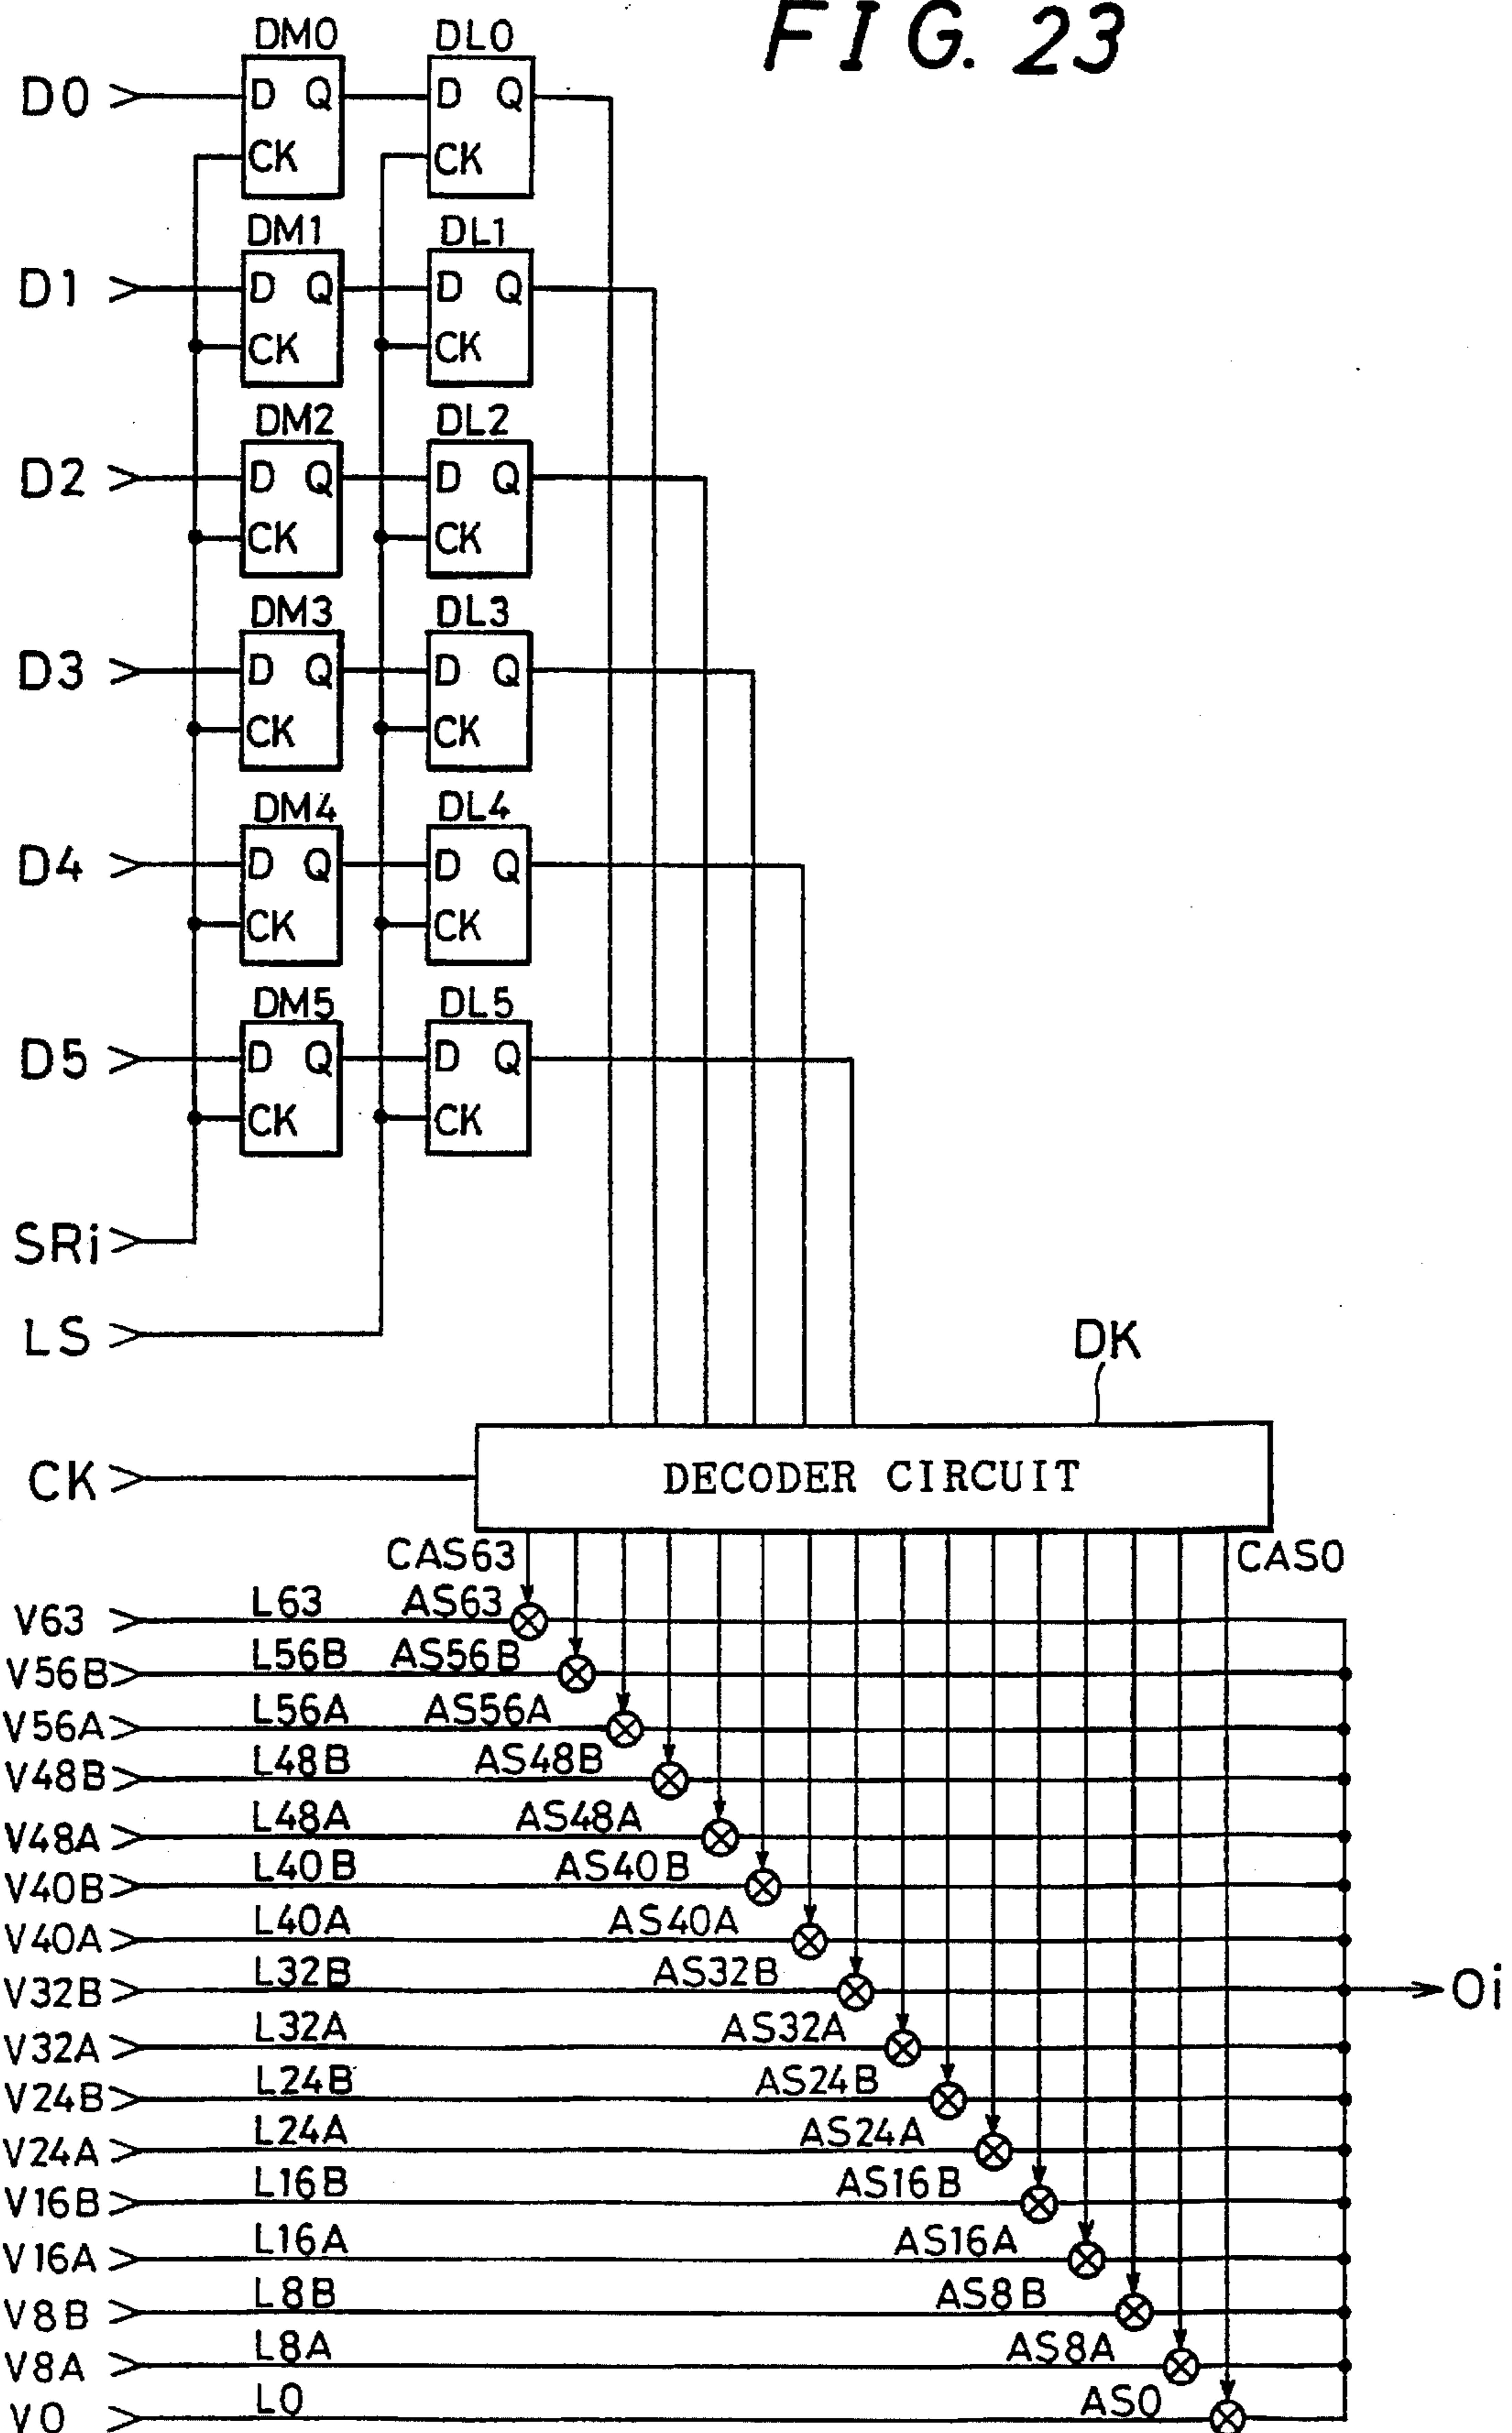 FIG. 23
DM0 DL0
D0 D Q D Q
CK CK
DM1 DL1
D1 D Q D Q
CK CK
DM2 DL2
D2 D Q D Q
CK CK
DM3 DL3
D3 D Q D Q
CK CK
DM4 DL4
D4 D Q D Q
CK CK
DM5 DL5
D5 D Q D Q
CK CK
SRi
LS
DK
CK DECODER CIRCUIT
CAS63 CAS0
V63 L63 AS63
V56B L56B AS56B
V56A L56A AS56A
V48B L48B AS48B
V48A L48A AS48A
V40B L40B AS40B
V40A L40A AS40A
V32B L32B AS32B Oi
V32A L32A AS32A
V24B L24B AS24B
V24A L24A AS24A
V16B L16B AS16B
V16A L16A AS16A
V8B L8B AS8B
V8A L8A AS8A
V0 L0 AS0